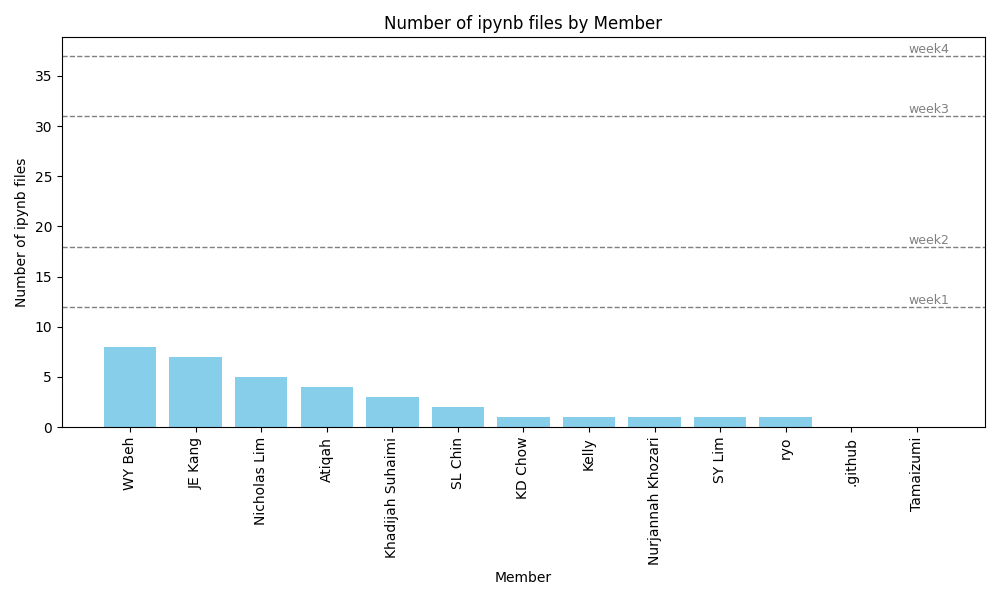 Number of ipynb files by Member
Number of ipynb files
35
30
25
20
15
10
5
0
week4
week3
week2
week1
WY Beh
JE Kang
Nicholas Lim
Atiqah
Khadijah Suhaimi
SL Chin
KD Chow
Kelly
Nurjannah Khozari
SY Lim
ryo
.github
Tamaizumi
Member